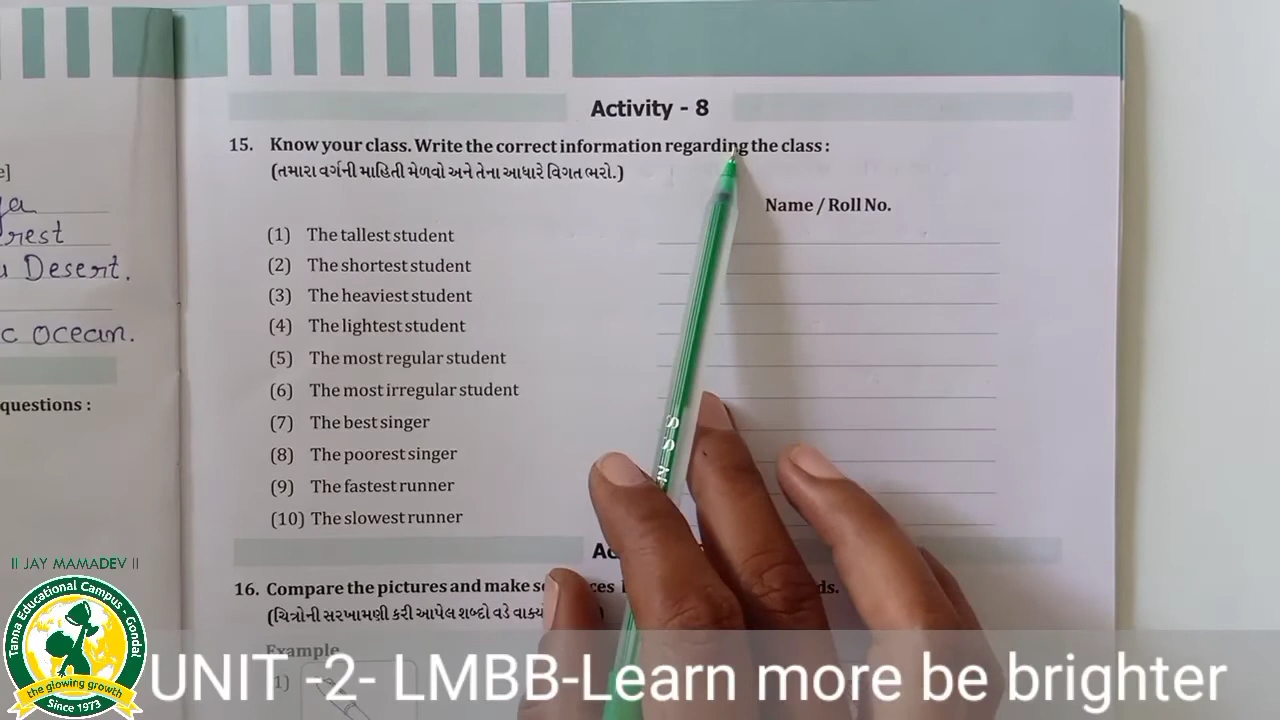 e]
ya
rest
u Desert.
c ocean.
questions :
Activity - 8
15. Know your class. Write the correct information regarding the class :
(તમારા વર્ગની માહિતી મેળવો અને તેના આધારે વિગત ભરો.)
Name / Roll No.
(1) The tallest student
(2) The shortest student
(3) The heaviest student
(4) The lightest student
(5) The most regular student
(6) The most irregular student
(7) The best singer
(8) The poorest singer
(9) The fastest runner
(10) The slowest runner
16. Compare the pictures and make
ds.
(ચિત્રોની સરખામણી કરી આપેલ શબ્દો વડે
Example
1)
|| JAY MAMADEV ||
Tanna Educational Campus - Gondal
the glowing growth
Since 1973
UNIT -2- LMBB-Learn more be brighter